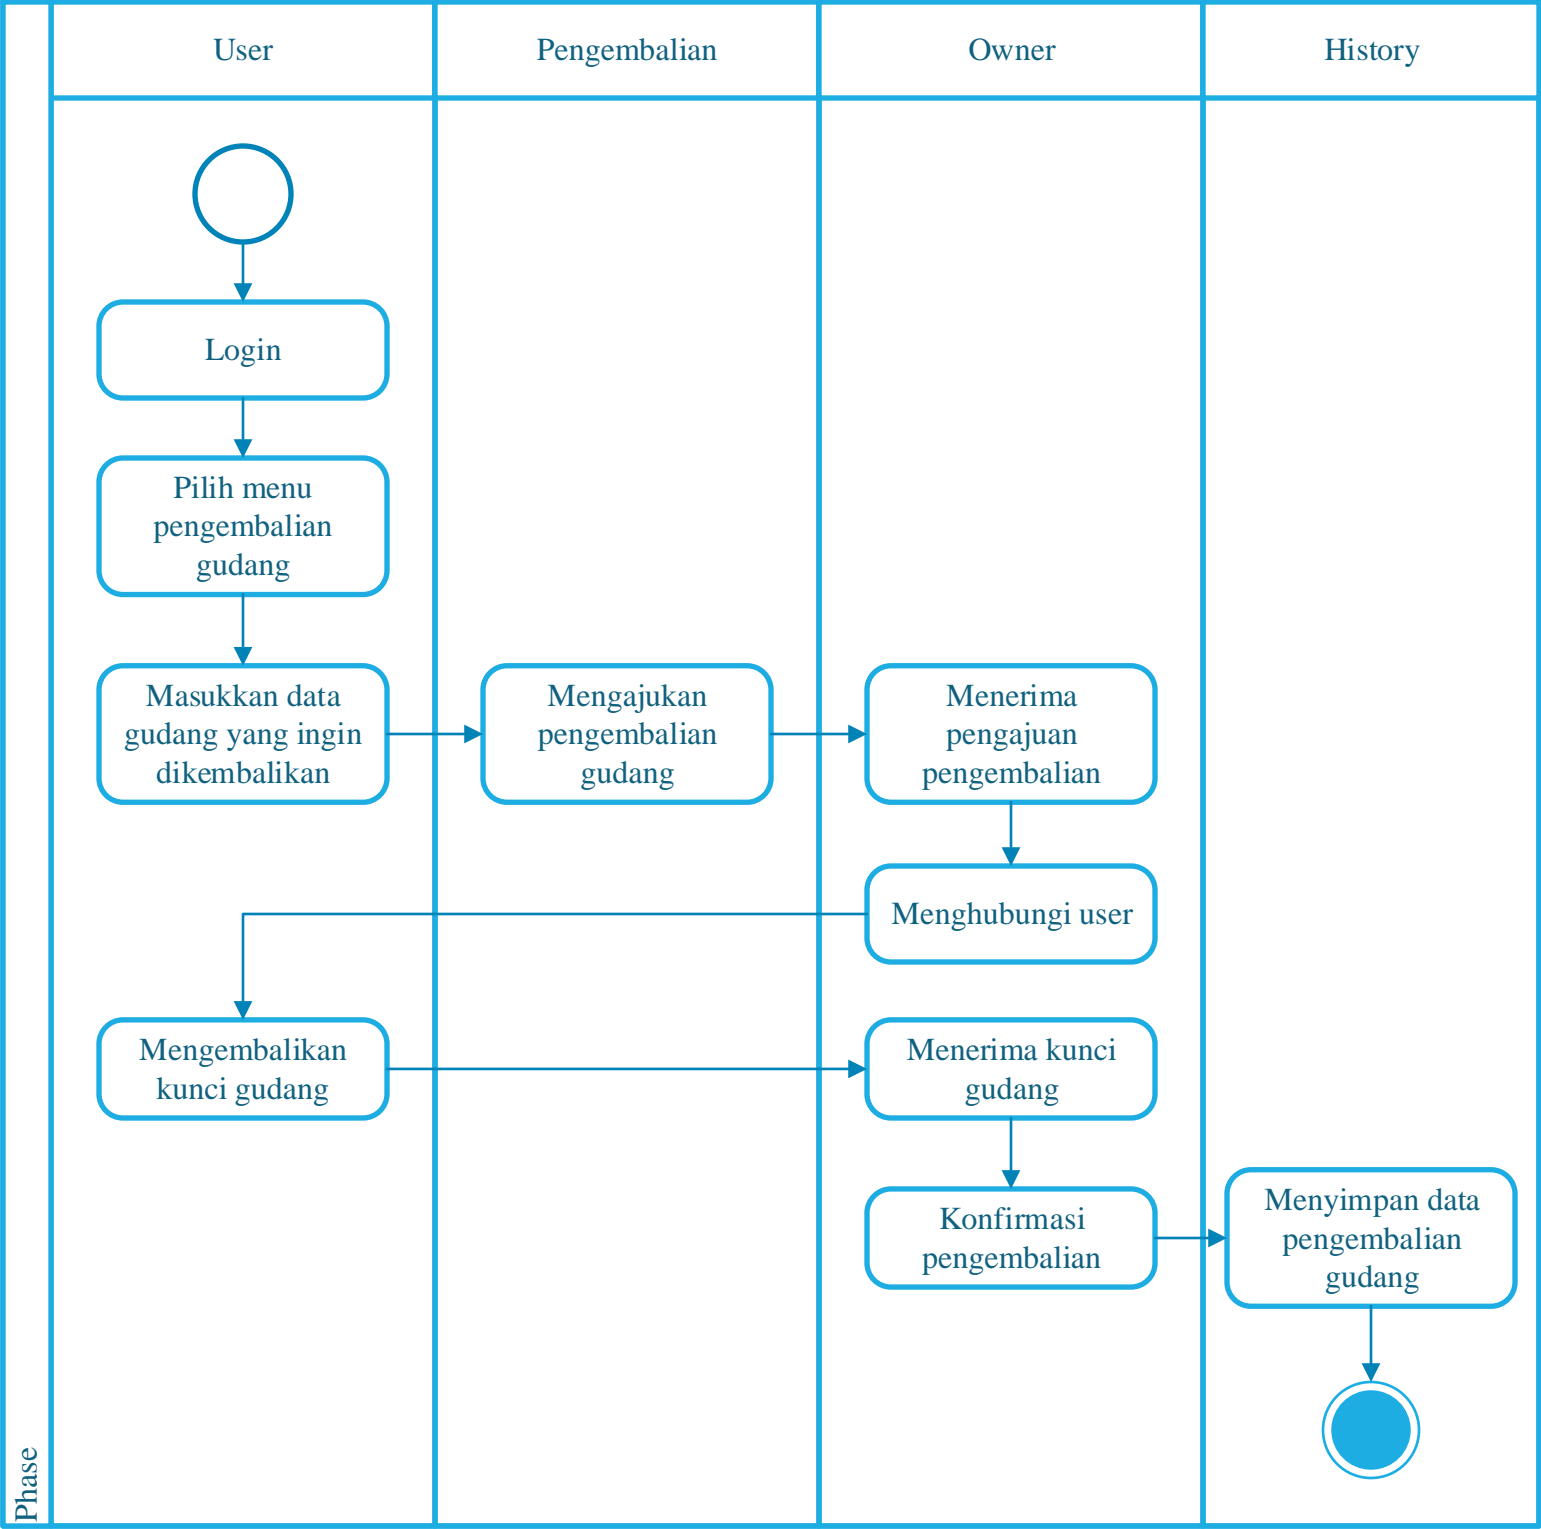 User
Pengembalian
Owner
History
Login
Pilih menu
pengembalian
gudang
Masukkan data
gudang yang ingin
dikembalikan
Mengajukan
pengembalian
gudang
Menerima
pengajuan
pengembalian
Menghubungi user
Mengembalikan
kunci gudang
Menerima kunci
gudang
Konfirmasi
pengembalian
Menyimpan data
pengembalian
gudang
Phase